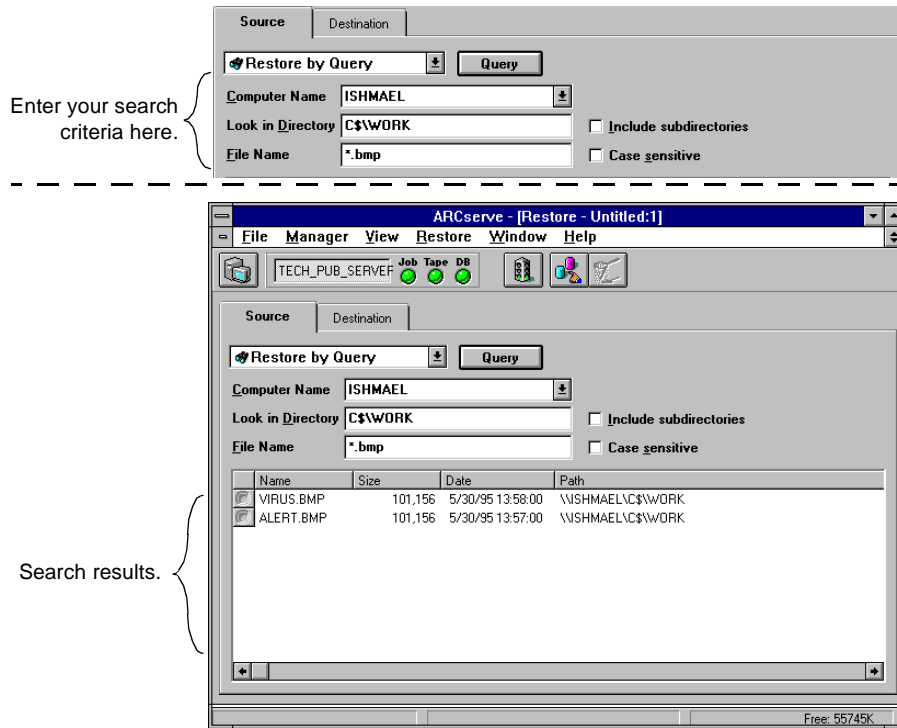 Source Destination
Restore by Query Query
Enter your search
criteria here.
Computer Name ISHMAEL
Look in Directory C$\WORK Include subdirectories
File Name *.bmp Case sensitive
ARCserve - [Restore - Untitled:1]
File Manager View Restore Window Help
TECH_PUB_SERVER Job Tape DB
Source Destination
Restore by Query Query
Computer Name ISHMAEL
Look in Directory C$\WORK Include subdirectories
File Name *.bmp Case sensitive
Name Size Date Path
VIRUS.BMP 101,156 5/30/95 13:58:00 \\ISHMAEL\C$\WORK
ALERT.BMP 101,156 5/30/95 13:57:00 \\ISHMAEL\C$\WORK
Search results.
Free: 55745K